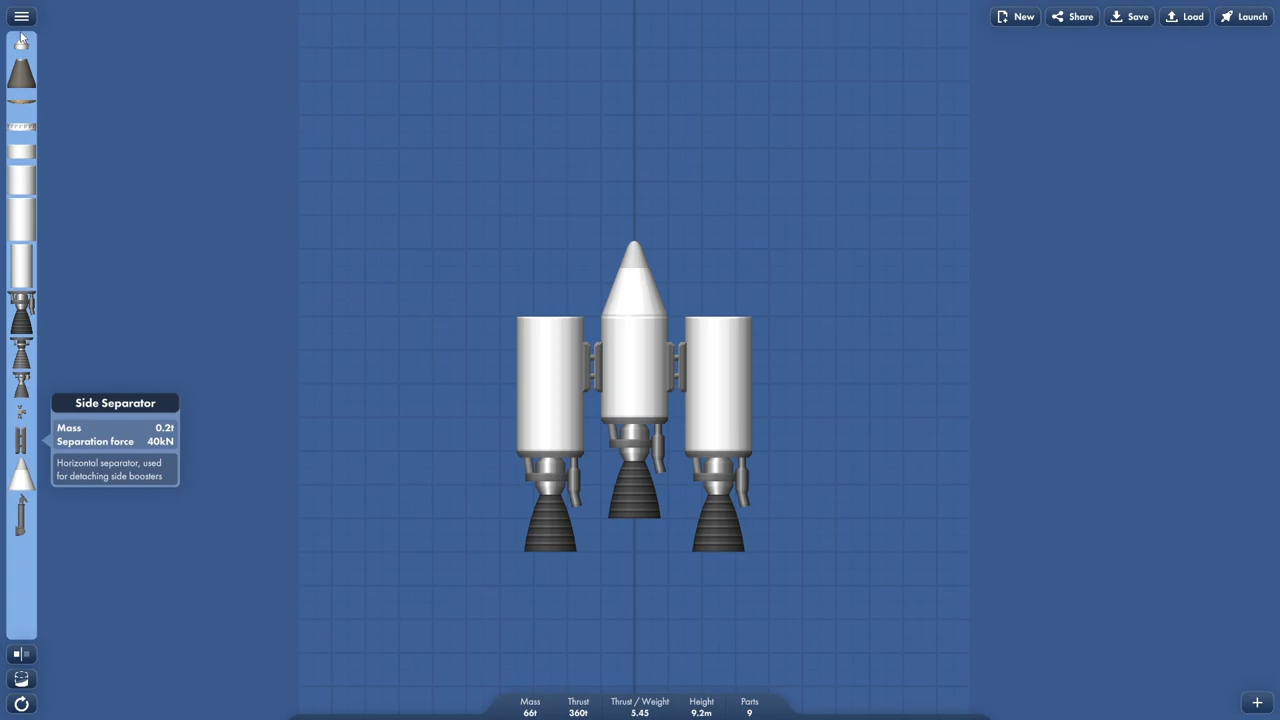 New
Share
Save
Load
Launch
Side Separator
Mass 0.2t
Separation force 40kN
Horizontal separator, used
for detaching side boosters
Mass Thrust Thrust / Weight Height Parts
66t 360t 5.45 9.2m 9